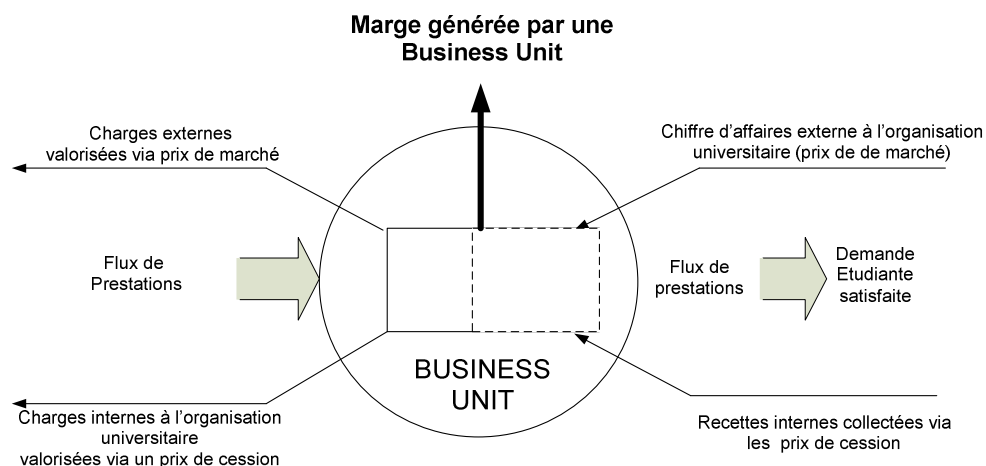 Marge générée par une
Business Unit
Charges externes
valorisées via prix de marché
Chiffre d'affaires externe à l'organisation
universitaire (prix de de marché)
Flux de
Prestations
Flux de
prestations
Demande
Etudiante
satisfaite
BUSINESS
UNIT
Charges internes à l'organisation
universitaire
valorisées via un prix de cession
Recettes internes collectées via
les prix de cession